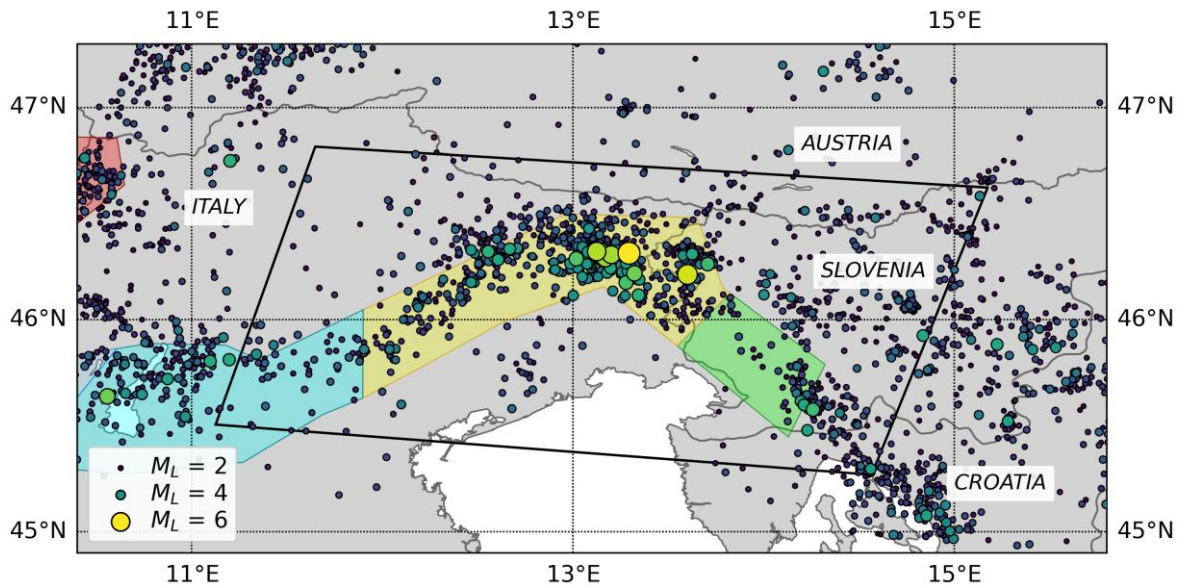 11°E 13°E 15°E
47°N 47°N
AUSTRIA
ITALY
SLOVENIA
46°N 46°N
M_L = 2
M_L = 4
CROATIA
M_L = 6
45°N 45°N
11°E 13°E 15°E